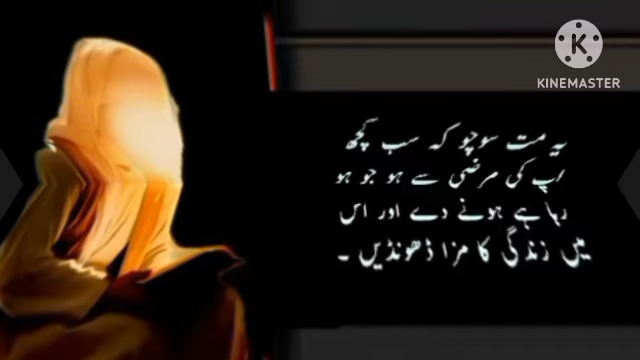 KINEMASTER
یہ مت سوچو کہ سب کچھ
اپ کی مرضی سے ہو جو ہو
رہا ہے ہونے دے اور اس
میں زندگی کا مزا ڈھونڈیں ۔